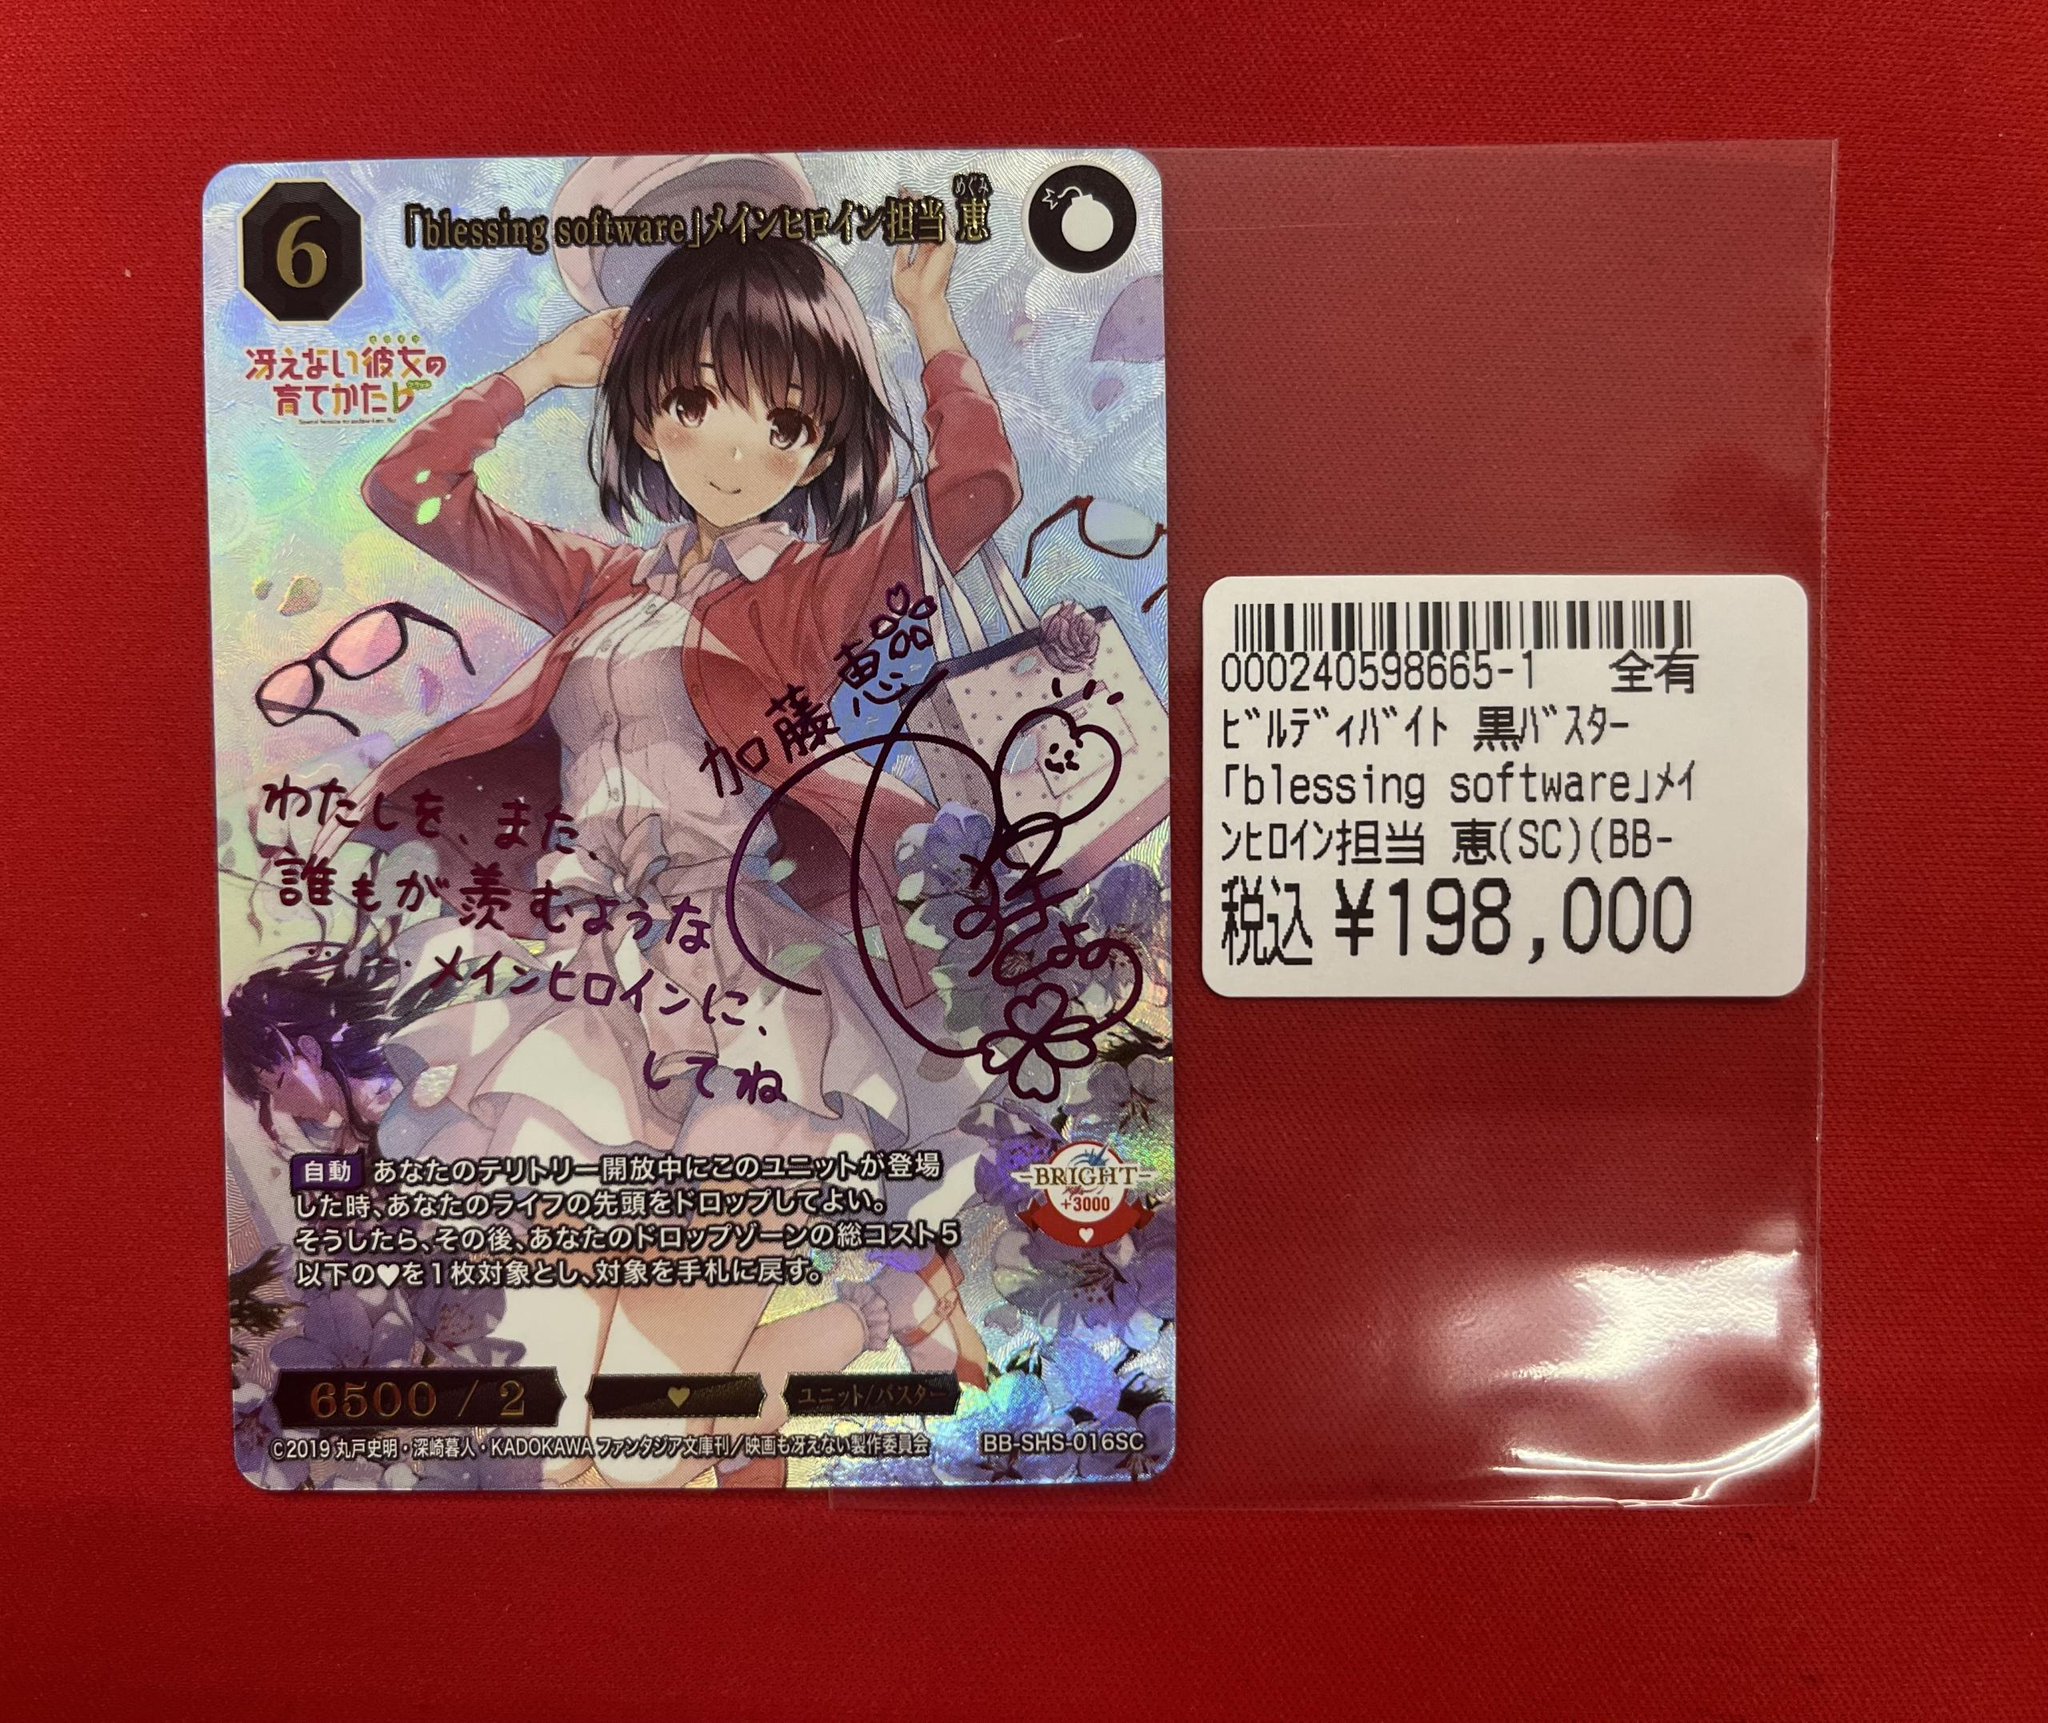 6
めぐみ
「blessing software」メインヒロイン担当 恵
冴えない彼女の
育てかた♭
加藤恵
わたしを、また、
誰もが羨むような
メインヒロインに、
してね
自動 あなたのテリトリー開放中にこのユニットが登場
した時、あなたのライフの先頭をドロップしてよい。
そうしたら、その後、あなたのドロップゾーンの総コスト5
以下の♥を1枚対象とし、対象を手札に戻す。
BRIGHT
+3000
6500 / 2
ユニット/バスター
©2019 丸戸史明・深崎暮人・KADOKAWA ファンタジア文庫刊／映画も冴えない製作委員会
BB-SHS-016SC
000240598665-1 全有
ﾋﾞﾙﾃﾞｨﾊﾞｲﾄ 黒ﾊﾞｽﾀｰ
｢blessing software｣ﾒｲ
ﾝﾋﾛｲﾝ担当 恵(SC)(BB-
税込 ¥198,000